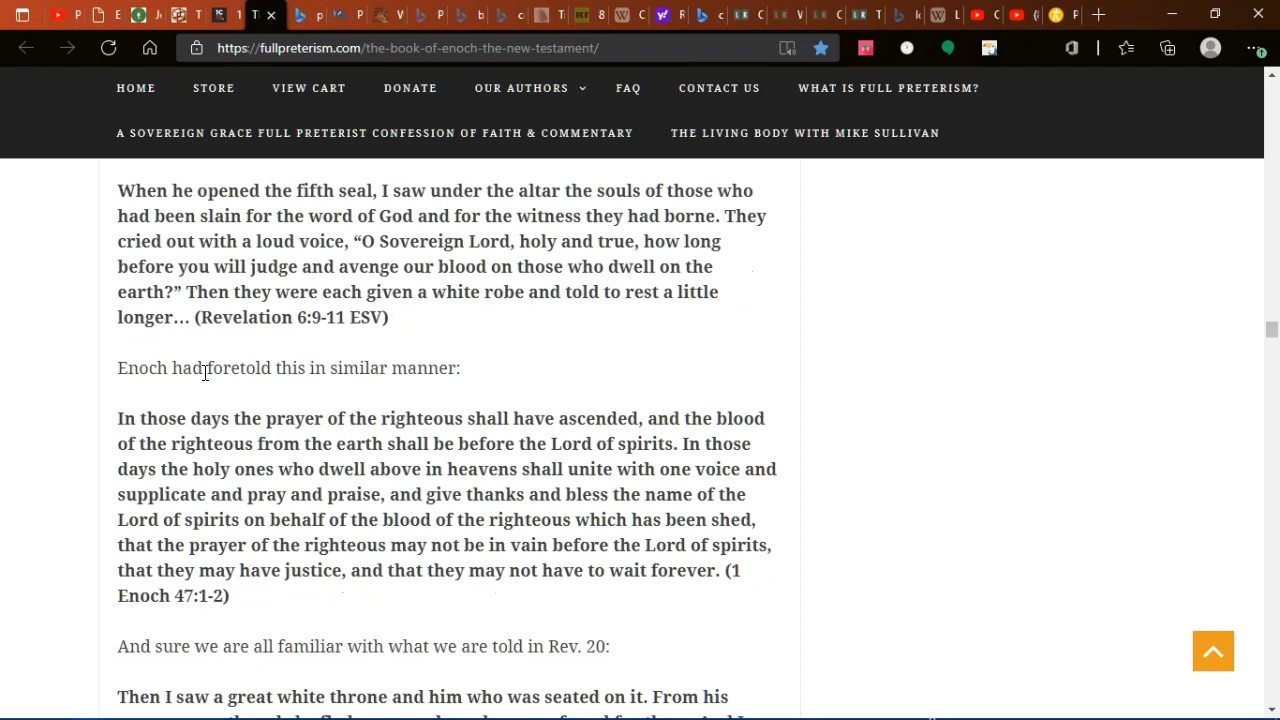 https://fullpreterism.com/the-book-of-enoch-the-new-testament/
HOME STORE VIEW CART DONATE OUR AUTHORS FAQ CONTACT US WHAT IS FULL PRETERISM?
A SOVEREIGN GRACE FULL PRETERIST CONFESSION OF FAITH & COMMENTARY THE LIVING BODY WITH MIKE SULLIVAN
When he opened the fifth seal, I saw under the altar the souls of those who
had been slain for the word of God and for the witness they had borne. They
cried out with a loud voice, “O Sovereign Lord, holy and true, how long
before you will judge and avenge our blood on those who dwell on the
earth?” Then they were each given a white robe and told to rest a little
longer… (Revelation 6:9-11 ESV)
Enoch had foretold this in similar manner:
In those days the prayer of the righteous shall have ascended, and the blood
of the righteous from the earth shall be before the Lord of spirits. In those
days the holy ones who dwell above in heavens shall unite with one voice and
supplicate and pray and praise, and give thanks and bless the name of the
Lord of spirits on behalf of the blood of the righteous which has been shed,
that the prayer of the righteous may not be in vain before the Lord of spirits,
that they may have justice, and that they may not have to wait forever. (1
Enoch 47:1-2)
And sure we are all familiar with what we are told in Rev. 20:
Then I saw a great white throne and him who was seated on it. From his